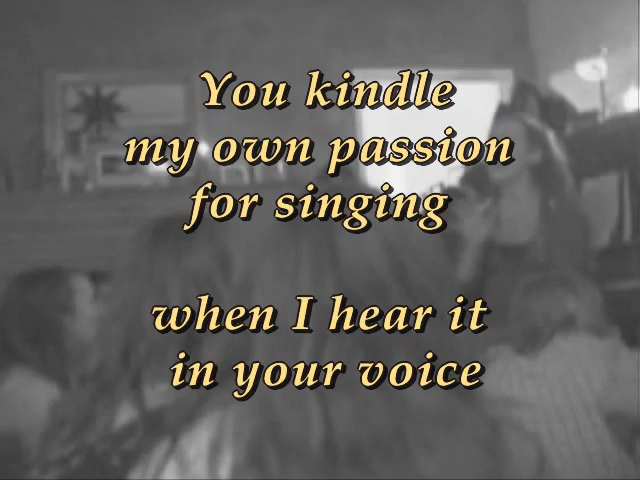 You kindle
my own passion
for singing
when I hear it
in your voice